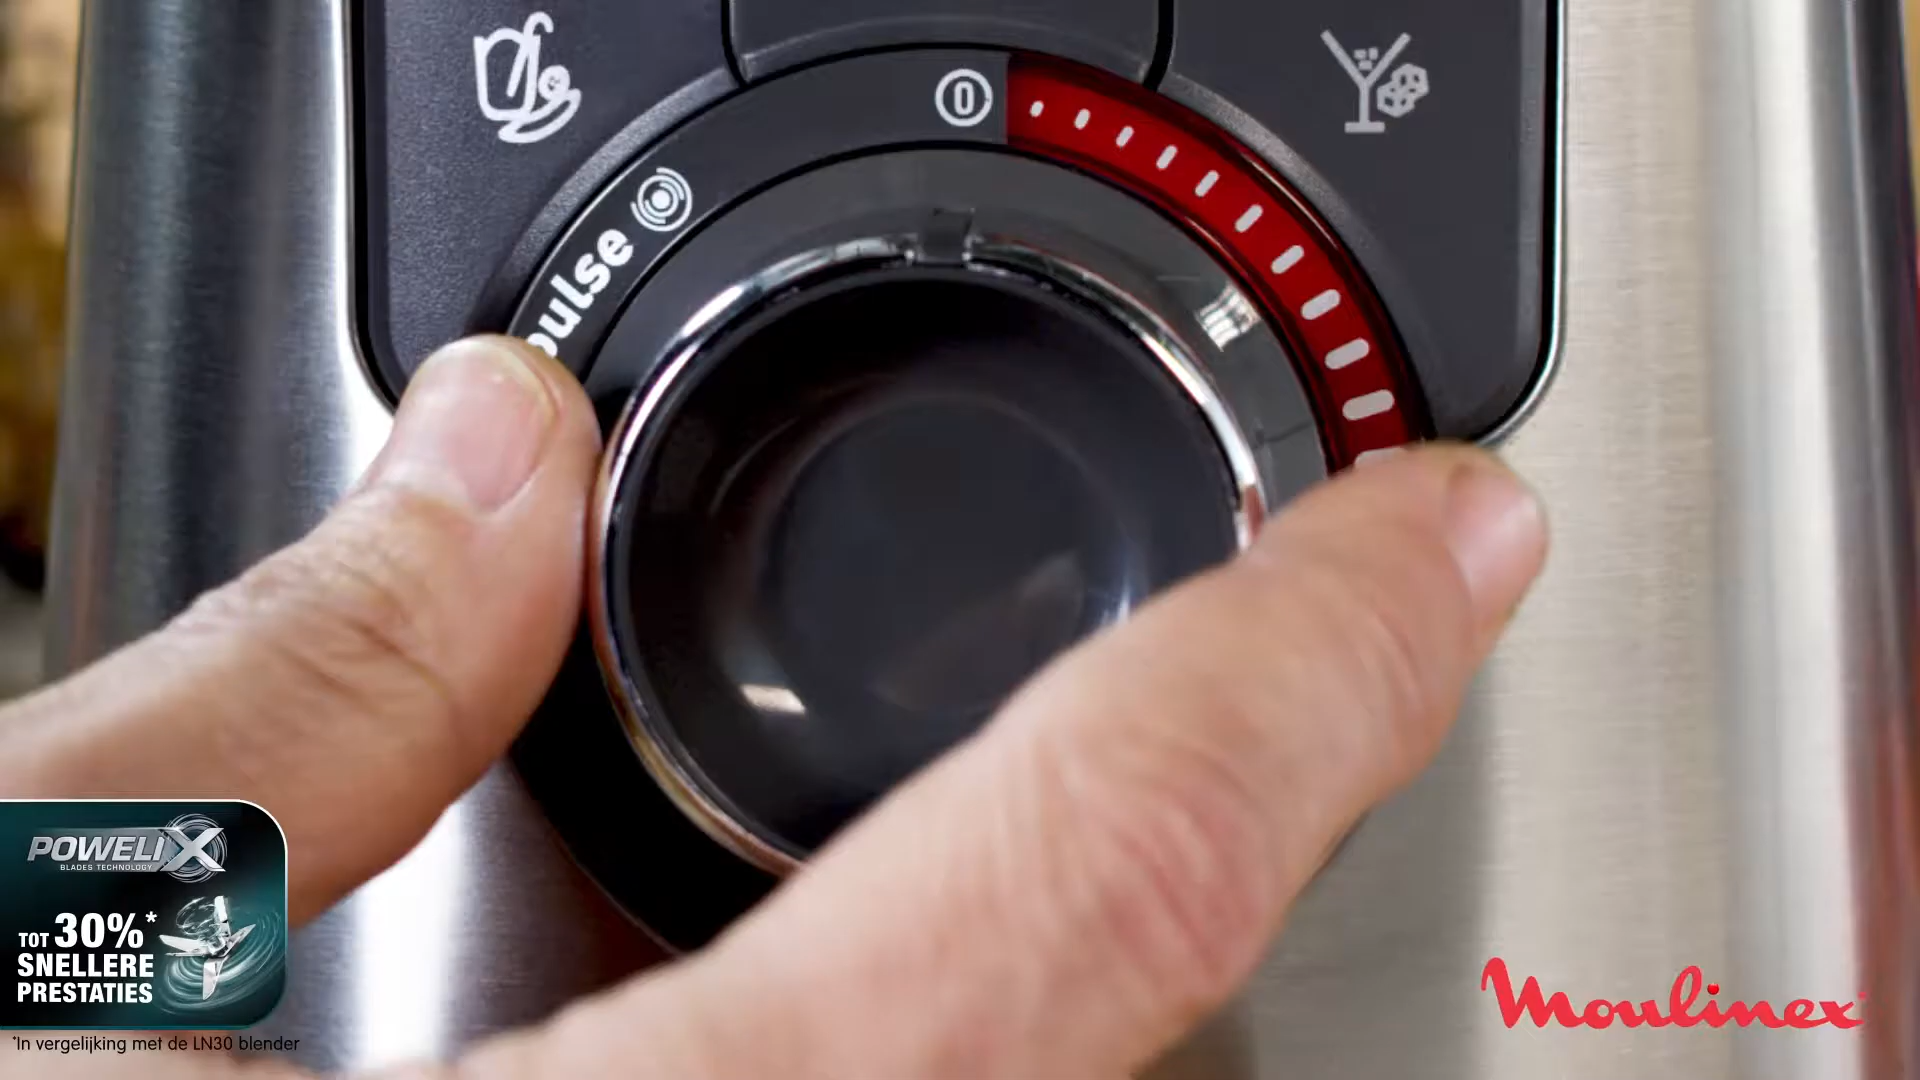 0
pulse
POWELIX
BLADES TECHNOLOGY
TOT 30%*
SNELLERE
PRESTATIES
*In vergelijking met de LN30 blender
Moulinex